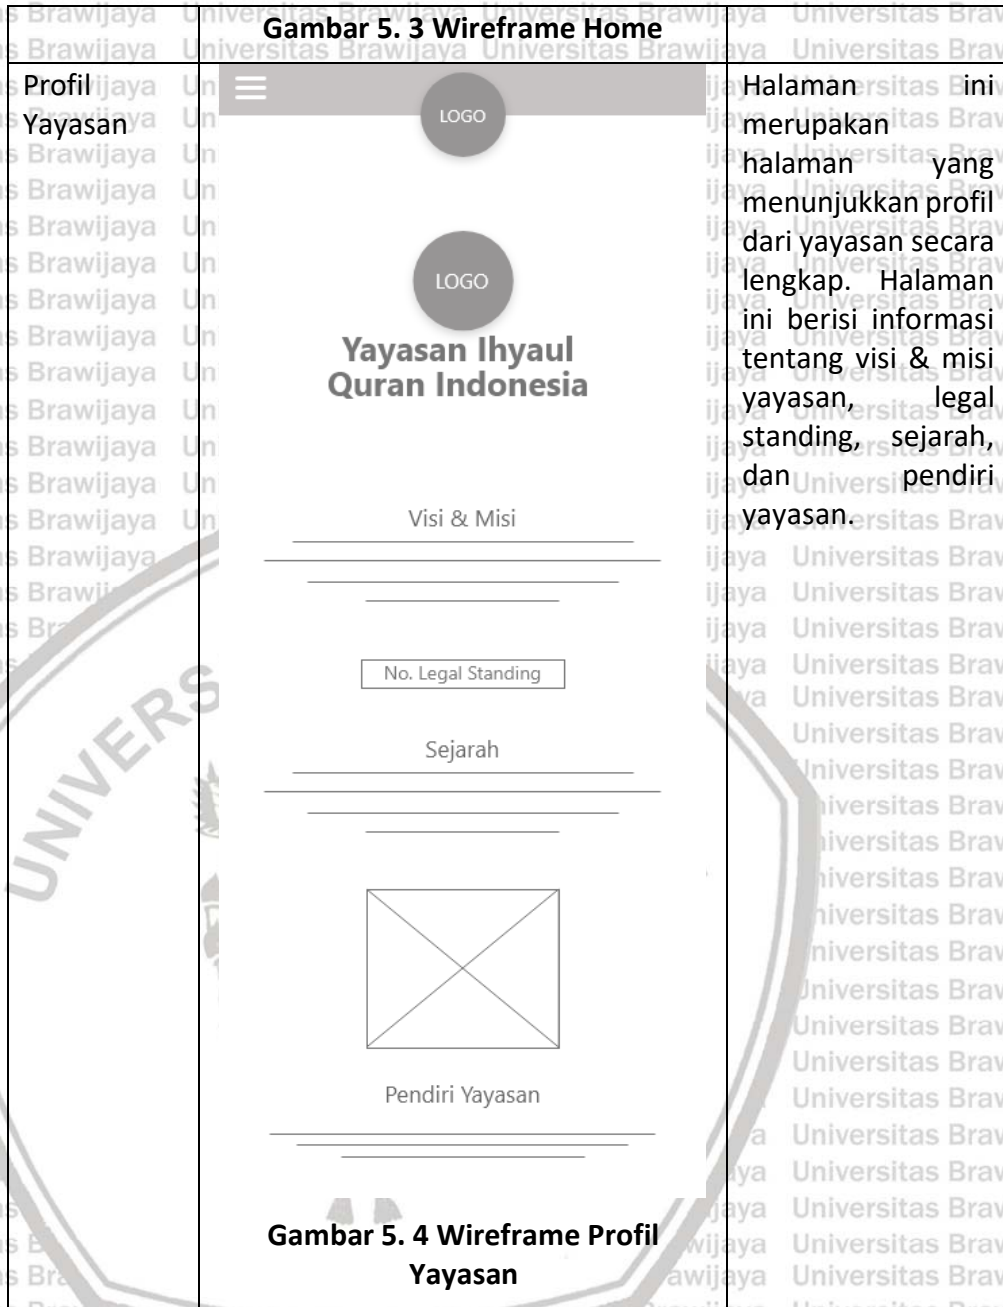 Gambar 5. 3 Wireframe Home
Profil
Yayasan
LOGO
LOGO
Yayasan Ihyaul
Quran Indonesia
Visi & Misi
No. Legal Standing
Sejarah
Pendiri Yayasan
Gambar 5. 4 Wireframe Profil
Yayasan
Halaman ini
merupakan
halaman yang
menunjukkan profil
dari yayasan secara
lengkap. Halaman
ini berisi informasi
tentang visi & misi
yayasan, legal
standing, sejarah,
dan pendiri
yayasan.